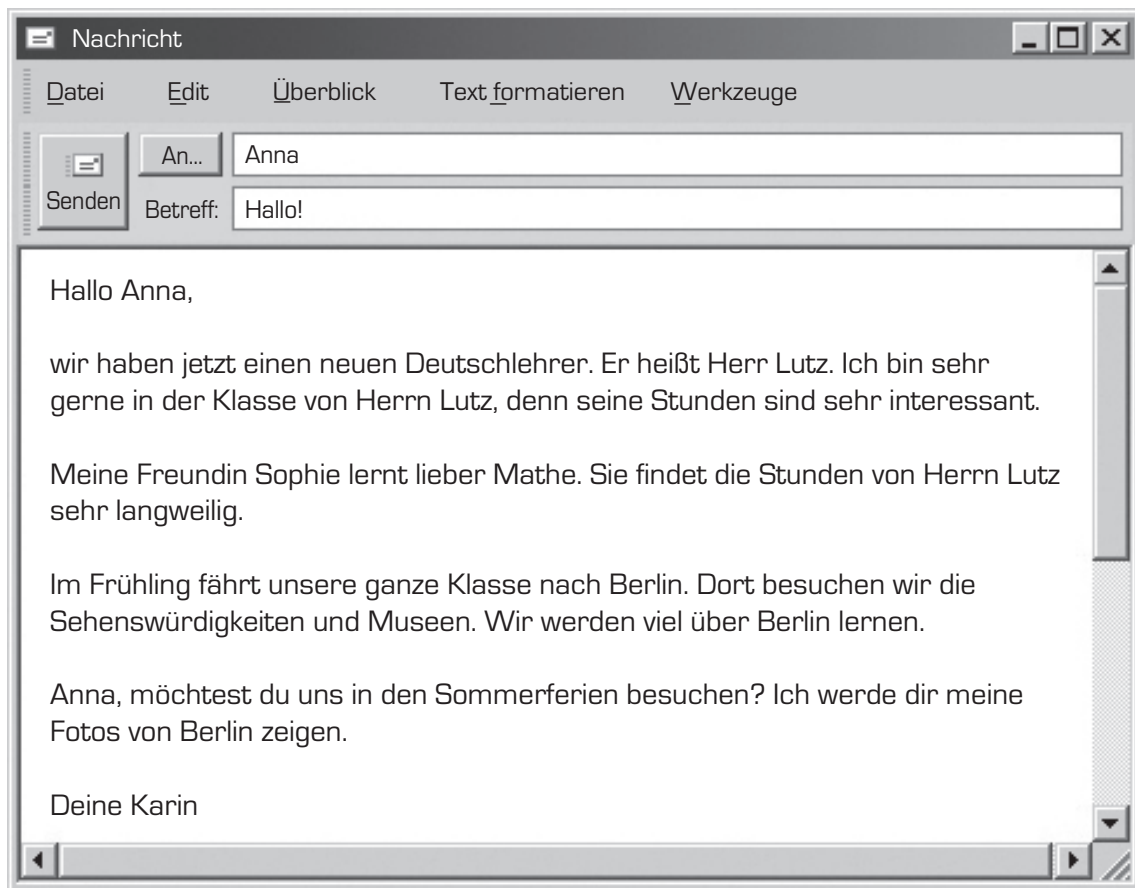 Nachricht
Datei Edit Überblick Text formatieren Werkzeuge
An... Anna
Senden Betreff: Hallo!
Hallo Anna,
wir haben jetzt einen neuen Deutschlehrer. Er heißt Herr Lutz. Ich bin sehr
gerne in der Klasse von Herrn Lutz, denn seine Stunden sind sehr interessant.
Meine Freundin Sophie lernt lieber Mathe. Sie findet die Stunden von Herrn Lutz
sehr langweilig.
Im Frühling fährt unsere ganze Klasse nach Berlin. Dort besuchen wir die
Sehenswürdigkeiten und Museen. Wir werden viel über Berlin lernen.
Anna, möchtest du uns in den Sommerferien besuchen? Ich werde dir meine
Fotos von Berlin zeigen.
Deine Karin